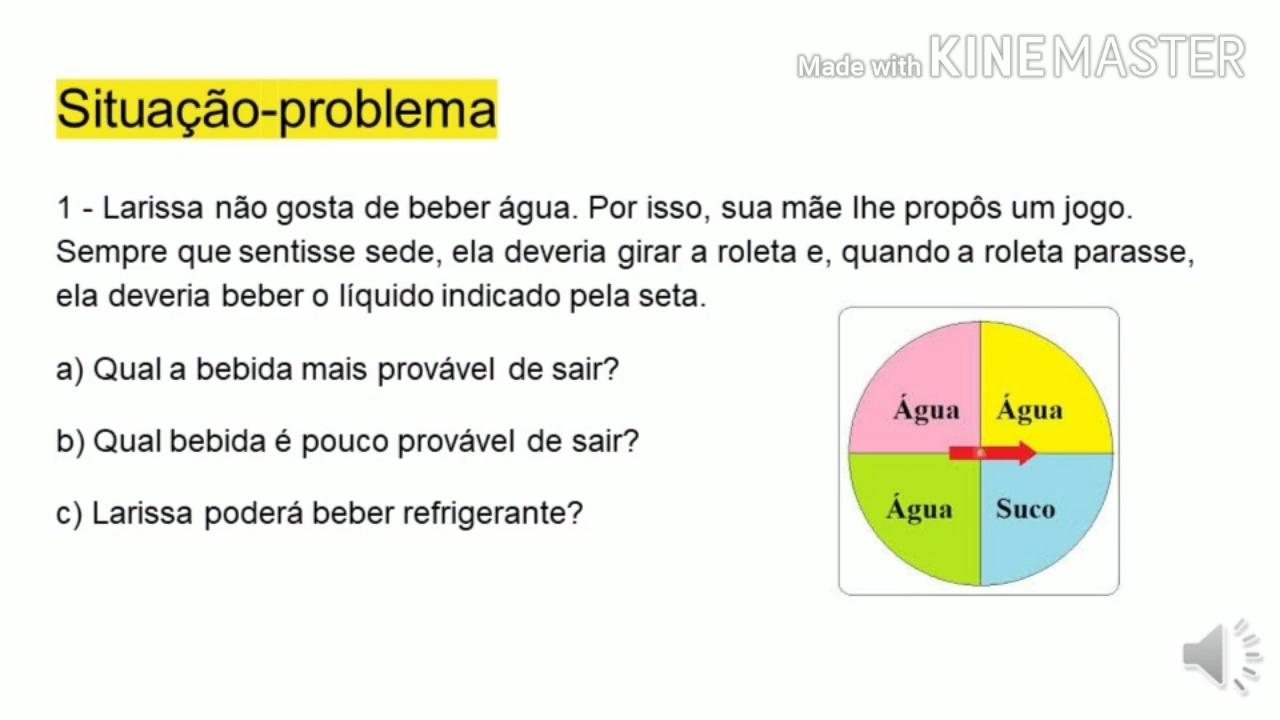 Made with KINEMASTER
Situação-problema
1 - Larissa não gosta de beber água. Por isso, sua mãe lhe propôs um jogo.
Sempre que sentisse sede, ela deveria girar a roleta e, quando a roleta parasse,
ela deveria beber o líquido indicado pela seta.
a) Qual a bebida mais provável de sair?
b) Qual bebida é pouco provável de sair?
c) Larissa poderá beber refrigerante?
Água Água
Água Suco